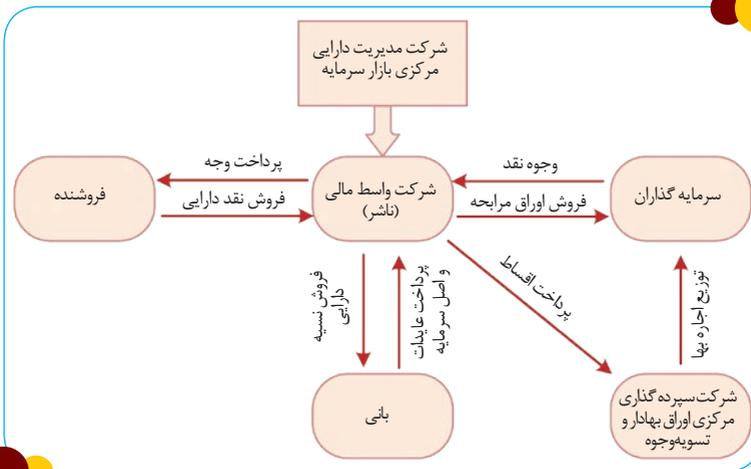 شرکت مدیریت دارایی
مرکزی بازار سرمایه
سرمایه گذاران
وجوه نقد
فروش اوراق مرابحه
شرکت واسط مالی
(ناشر)
پرداخت وجه
فروش نقد دارایی
فروشنده
توزیع اجاره بها
پرداخت اقساط
پرداخت عایدات
و اصل سرمایه
فروش نسیه
دارایی
شرکت سپرده گذاری
مرکزی اوراق بهادار و
تسویه‌وجوه
بانی